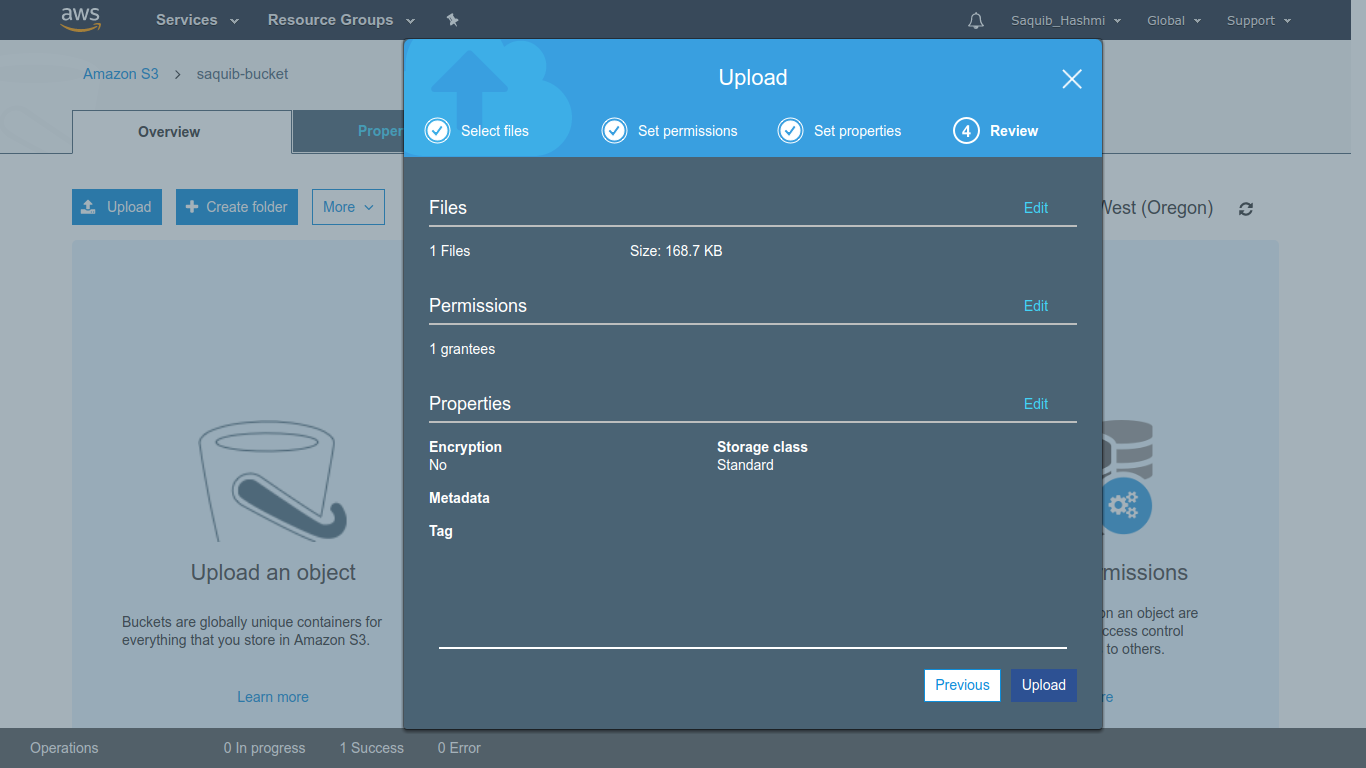 aws
Services
Resource Groups
Saquib_Hashmi
Global
Support
Amazon S3 > saquib-bucket
Overview
Upload
Create folder
More
West (Oregon)
Upload
Select files
Set permissions
Set properties
4 Review
Files
Edit
1 Files
Size: 168.7 KB
Permissions
Edit
1 grantees
Properties
Edit
Encryption
No
Storage class
Standard
Metadata
Tag
Previous
Upload
Upload an object
Buckets are globally unique containers for
everything that you store in Amazon S3.
Learn more
on an object are
control
to others.
Operations
0 In progress
1 Success
0 Error